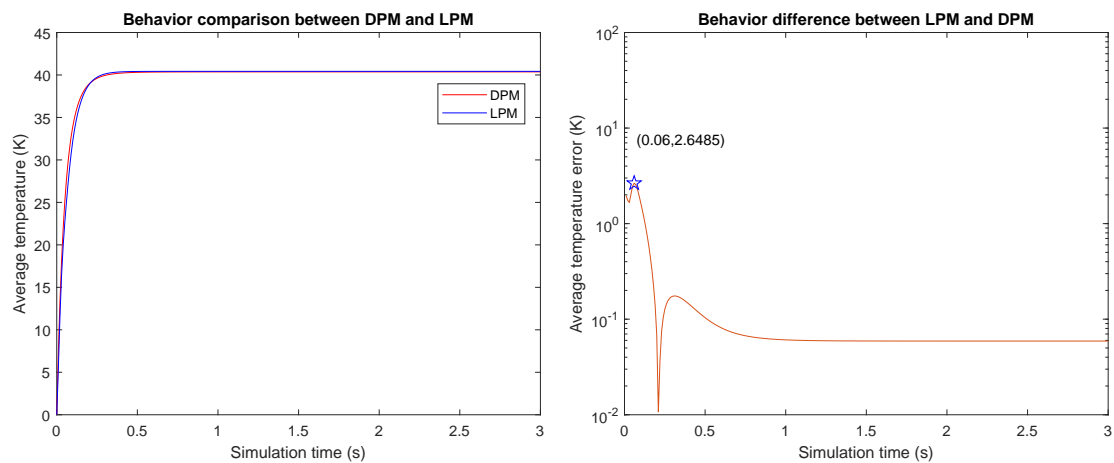 Behavior comparison between DPM and LPM
45
40
35
30
25
20
15
10
5
0
Average temperature (K)
DPM
LPM
0 0.5 1 1.5 2 2.5 3
Simulation time (s)
Behavior difference between LPM and DPM
10^2
10^1
10^0
10^-1
10^-2
Average temperature error (K)
(0.06,2.6485)
0 0.5 1 1.5 2 2.5 3
Simulation time (s)